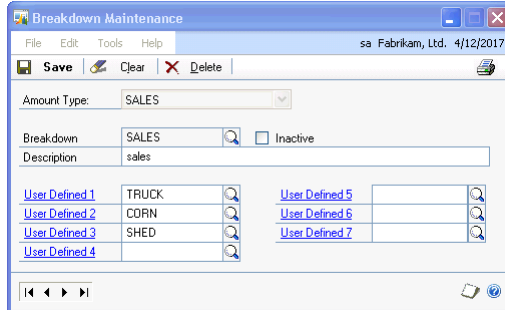 Breakdown Maintenance
File Edit Tools Help sa Fabrikam, Ltd. 4/12/2017
Save Clear Delete
Amount Type: SALES
Breakdown SALES Inactive
Description sales
User Defined 1 TRUCK User Defined 5
User Defined 2 CORN User Defined 6
User Defined 3 SHED User Defined 7
User Defined 4